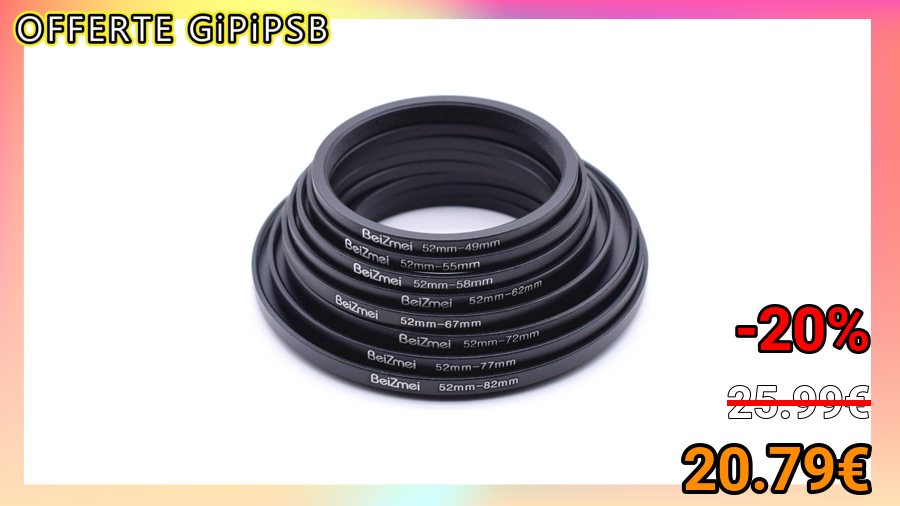 OFFERTE GiPiPSB
BeiZmei 52mm-49mm
BeiZmei 52mm-55mm
BeiZmei 52mm-58mm
BeiZmei 52mm-62mm
BeiZmei 52mm-67mm
BeiZmei 52mm-72mm
BeiZmei 52mm-77mm
BeiZmei 52mm-82mm
-20%
25.99€
20.79€